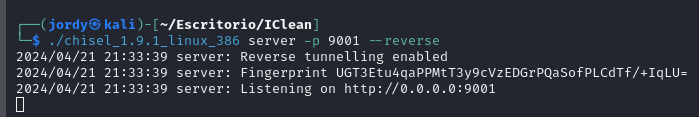 ┌──(jordy㉿kali)-[~/Escritorio/IClean]
└─$ ./chisel_1.9.1_linux_386 server -p 9001 --reverse
2024/04/21 21:33:39 server: Reverse tunnelling enabled
2024/04/21 21:33:39 server: Fingerprint UGT3Etu4qaPPMtT3y9cVzEDGrPQaSofPLCdTf/+IqLU=
2024/04/21 21:33:39 server: Listening on http://0.0.0.0:9001